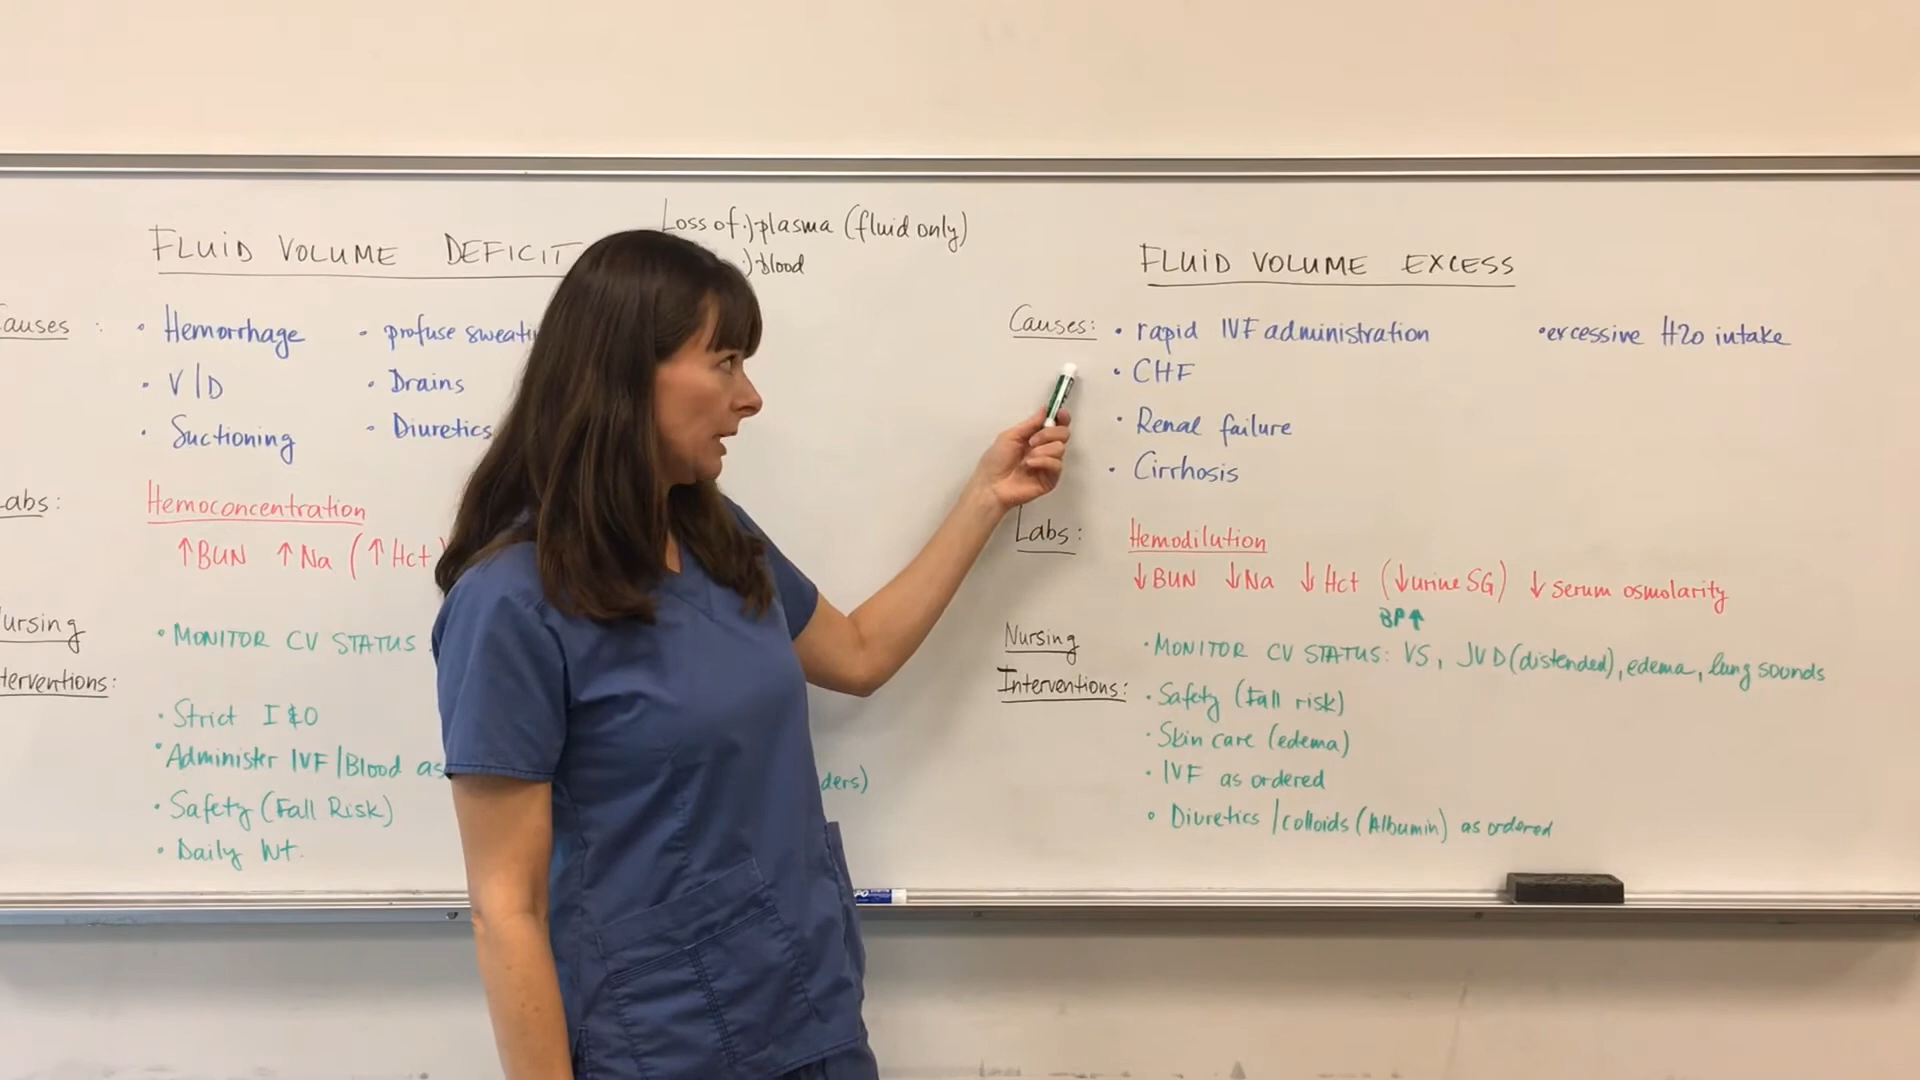 FLUID VOLUME DEFICIT
Loss of :) plasma (fluid only)
:) blood
Causes :
• Hemorrhage
• profuse sweati
• V/D
• Drains
• Suctioning
• Diuretics
Labs:
Hemoconcentration
↑BUN ↑Na (↑Hct)
Nursing
Interventions:
• MONITOR CV STATUS
• Strict I&O
• Administer IVF/Blood as
ders)
• Safety (Fall Risk)
• Daily Wt.
FLUID VOLUME EXCESS
Causes:
• rapid IVF administration
• excessive H2o intake
• CHF
• Renal failure
• Cirrhosis
Labs:
Hemodilution
↓BUN ↓Na ↓Hct (↓urine SG) ↓serum osmolarity
BP↑
Nursing
Interventions:
• MONITOR CV STATUS: VS, JVD(distended), edema, lung sounds
• Safety (Fall risk)
• Skin care (edema)
• IVF as ordered
• Diuretics/colloids(Albumin) as ordered